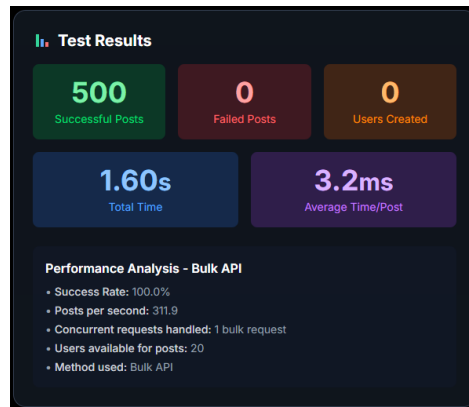 Test Results
500
Successful Posts
0
Failed Posts
0
Users Created
1.60s
Total Time
3.2ms
Average Time/Post
Performance Analysis - Bulk API
• Success Rate: 100.0%
• Posts per second: 311.9
• Concurrent requests handled: 1 bulk request
• Users available for posts: 20
• Method used: Bulk API